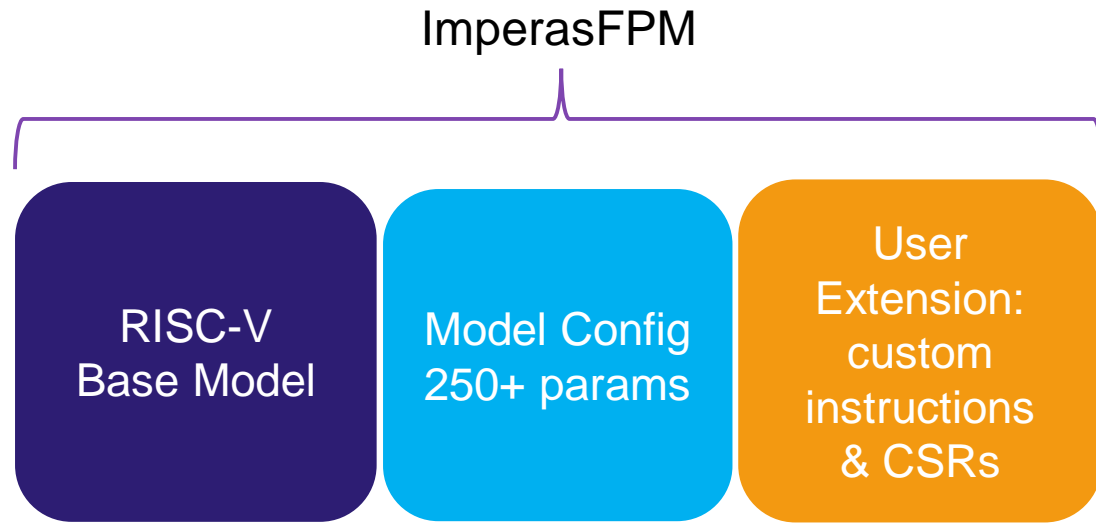 ImperasFPM
RISC-V
Base Model
Model Config
250+ params
User
Extension:
custom
instructions
& CSRs